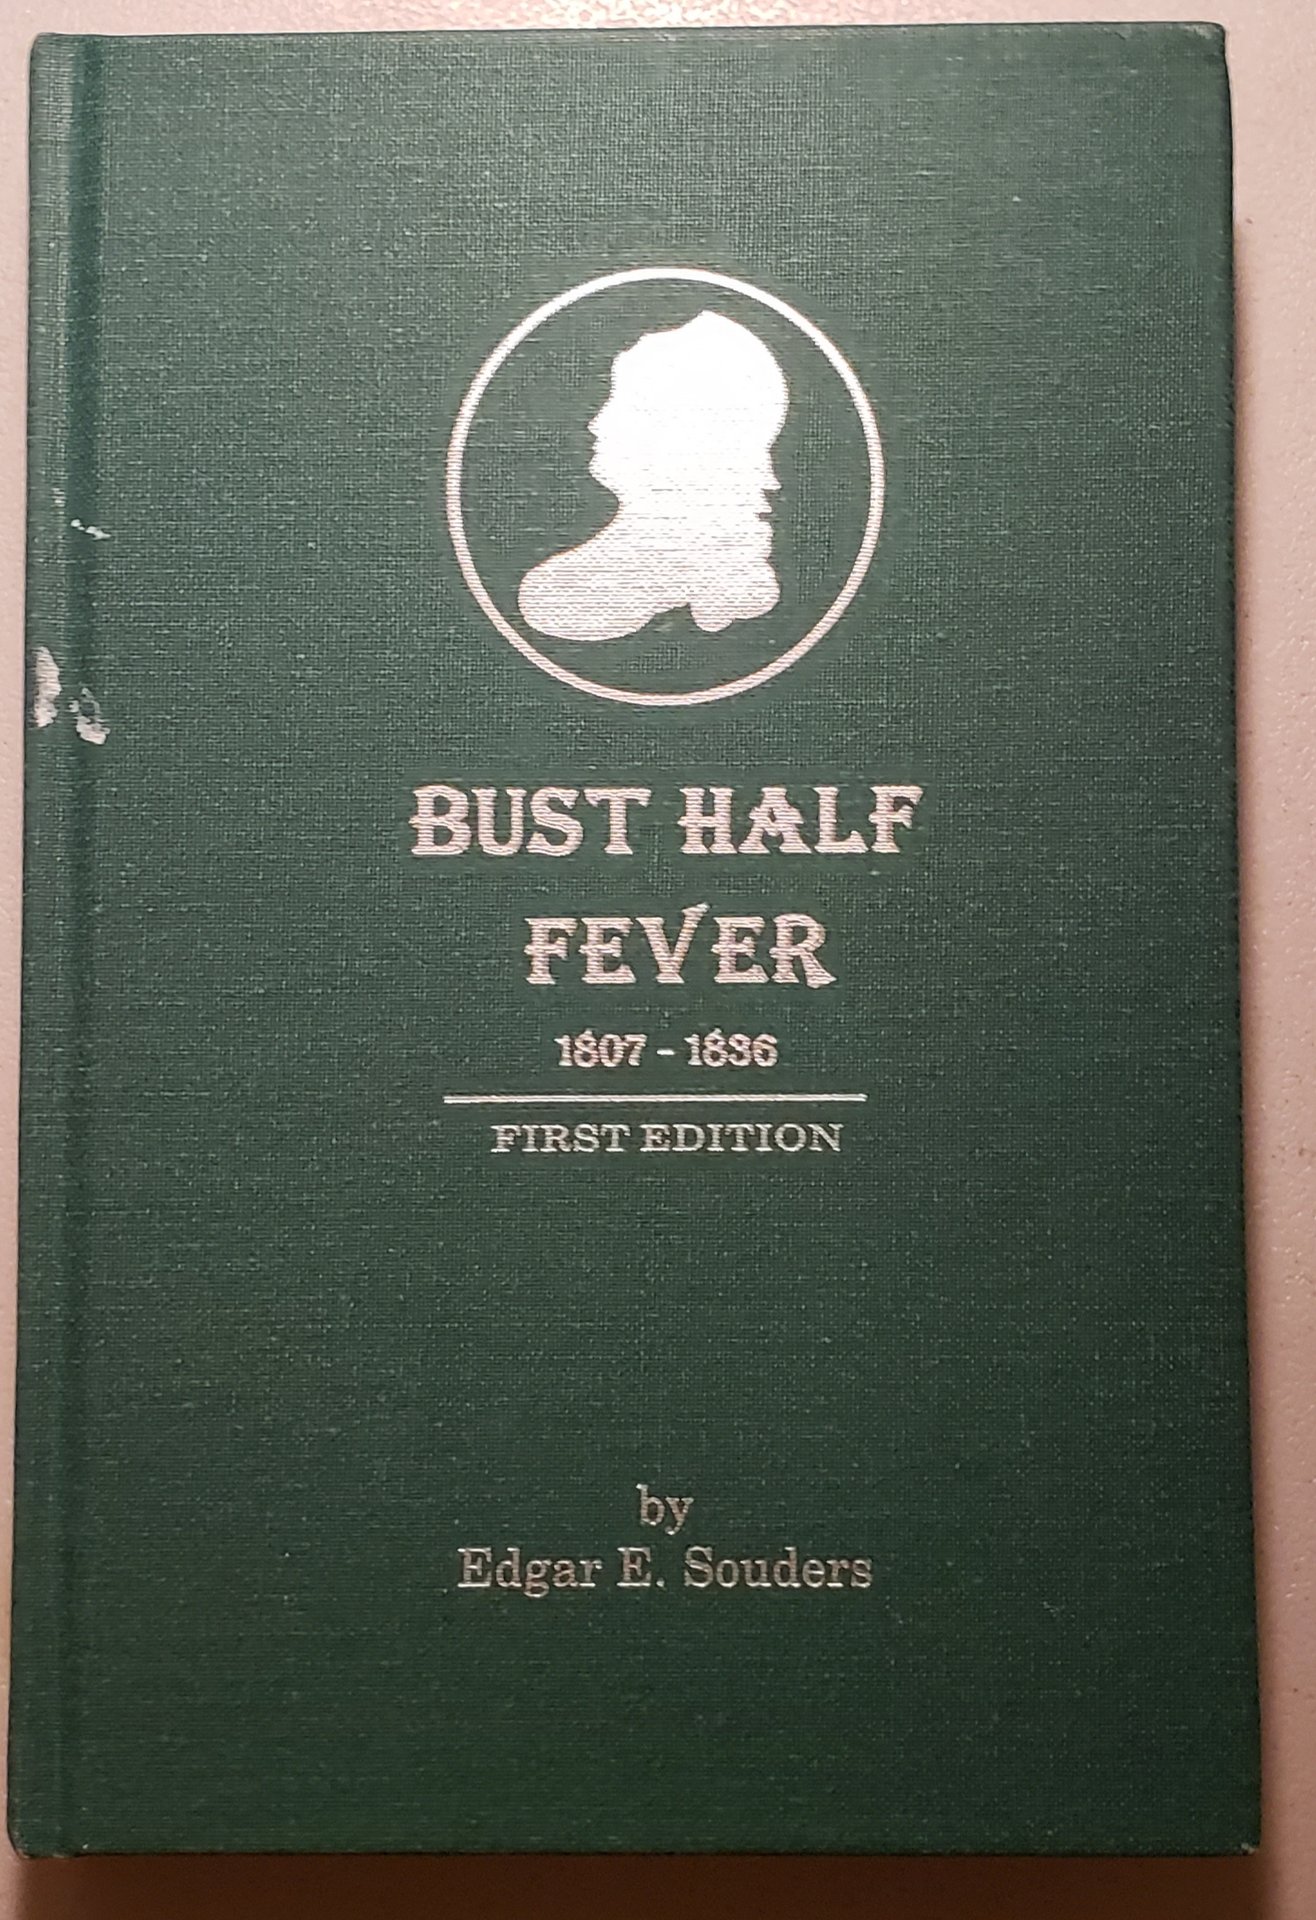 BUST HALF
FEVER
1807 - 1836
FIRST EDITION
by
Edgar E. Souders